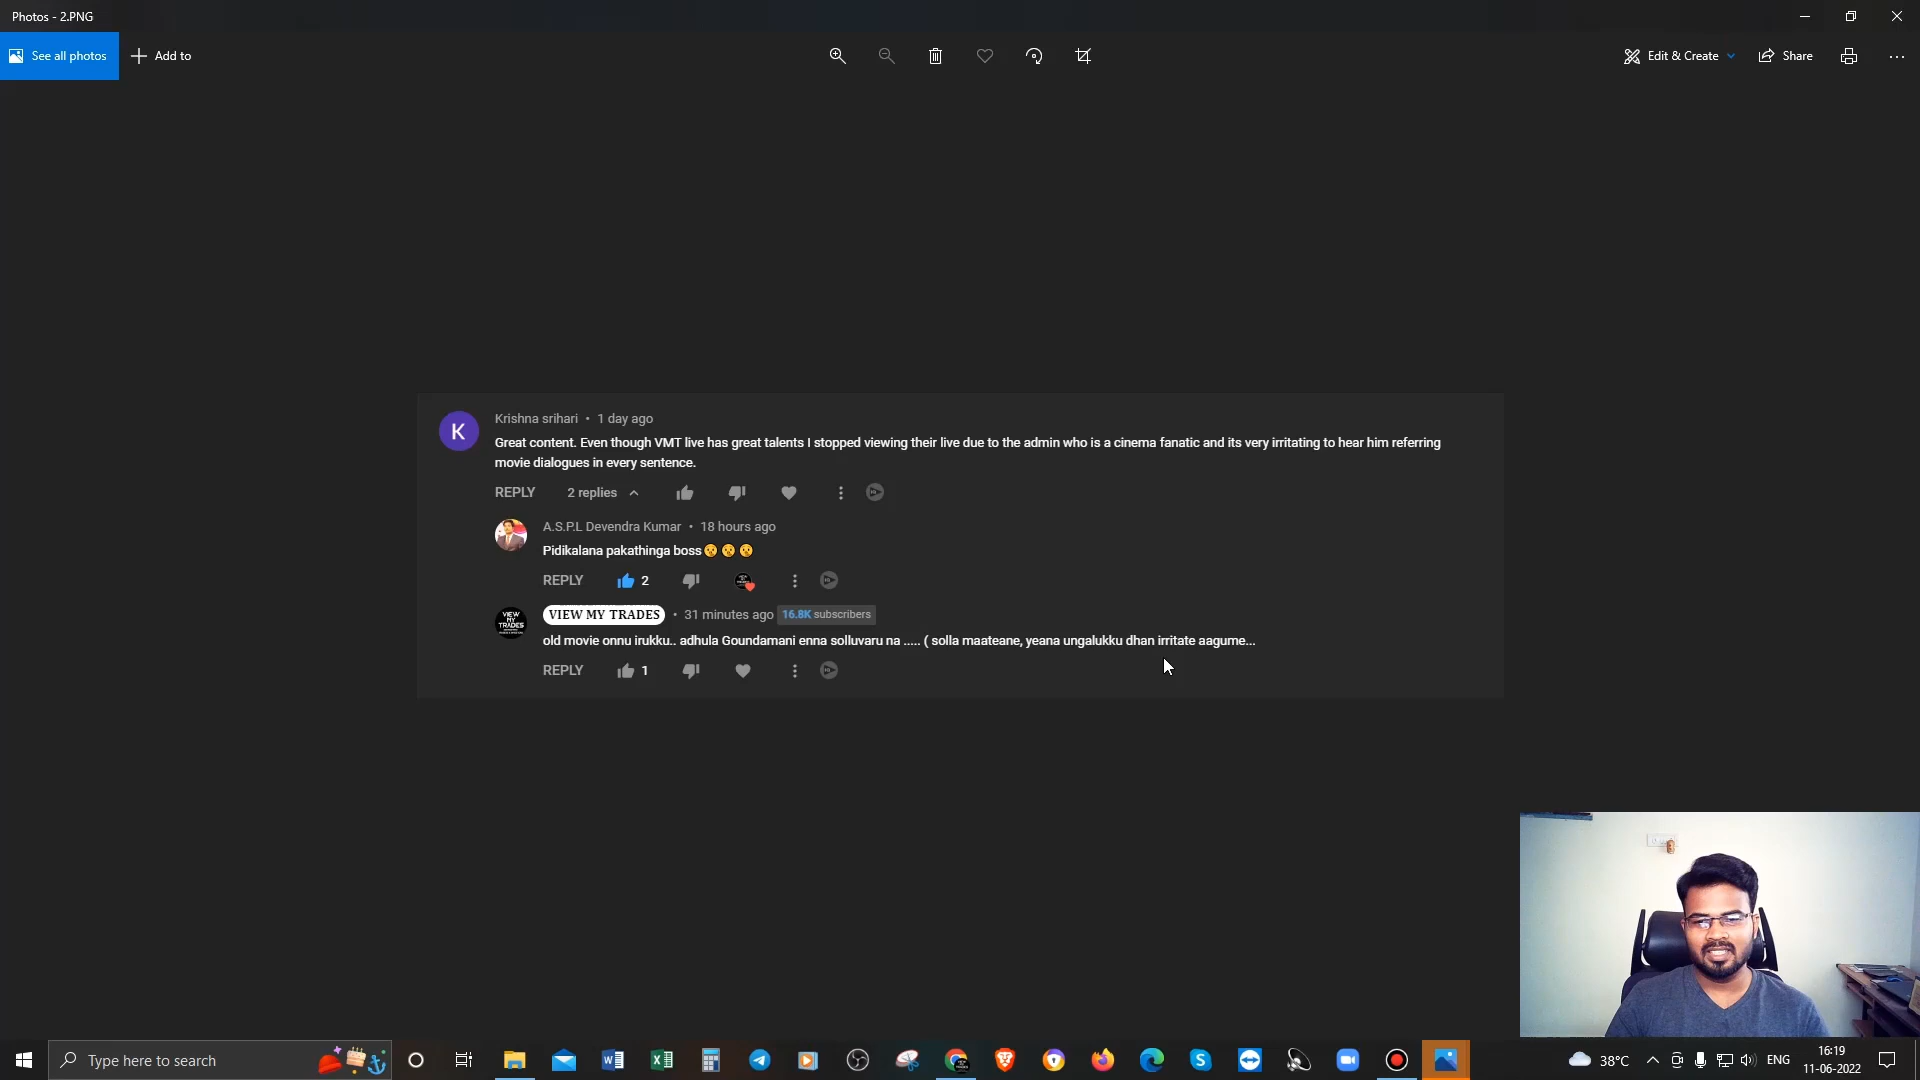 Photos - 2.PNG
See all photos
Add to
Edit & Create
Share
K
Krishna srihari • 1 day ago
Great content. Even though VMT live has great talents I stopped viewing their live due to the admin who is a cinema fanatic and its very irritating to hear him referring
movie dialogues in every sentence.
REPLY 2 replies
A.S.P.L Devendra Kumar • 18 hours ago
Pidikalana pakathinga boss
REPLY 2
VIEW
MY
TRADES
VIEW MY TRADES • 31 minutes ago 16.8K subscribers
old movie onnu irukku.. adhula Goundamani enna solluvaru na ..... ( solla maateane, yeana ungalukku dhan irritate aagume...
REPLY 1
Type here to search
38°C
ENG
16:19
11-06-2022